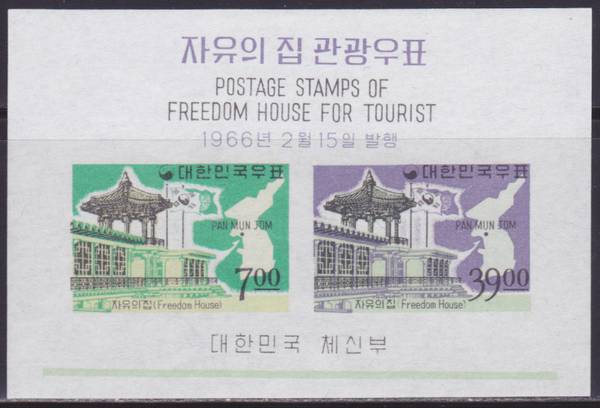 자유의 집 관광우표
POSTAGE STAMPS OF
FREEDOM HOUSE FOR TOURIST
1966년 2월 15일 발행
대한민국우표
PAN MUN JOM
7.00
자유의집(Freedom House)
대한민국우표
PAN MUN JOM
39.00
자유의집(Freedom House)
대한민국 체신부